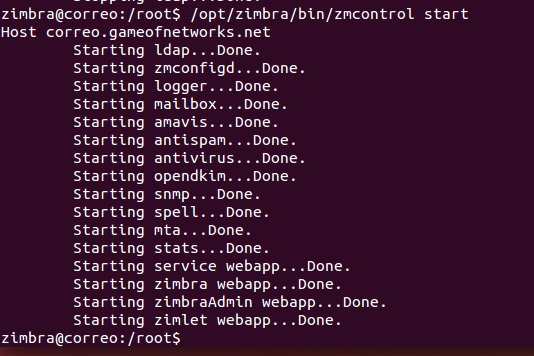 zimbra@correo:/root$ /opt/zimbra/bin/zmcontrol start
Host correo.gameofnetworks.net
Starting ldap...Done.
Starting zmconfigd...Done.
Starting logger...Done.
Starting mailbox...Done.
Starting amavis...Done.
Starting antispam...Done.
Starting antivirus...Done.
Starting opendkim...Done.
Starting snmp...Done.
Starting spell...Done.
Starting mta...Done.
Starting stats...Done.
Starting service webapp...Done.
Starting zimbra webapp...Done.
Starting zimbraAdmin webapp...Done.
Starting zimlet webapp...Done.
zimbra@correo:/root$